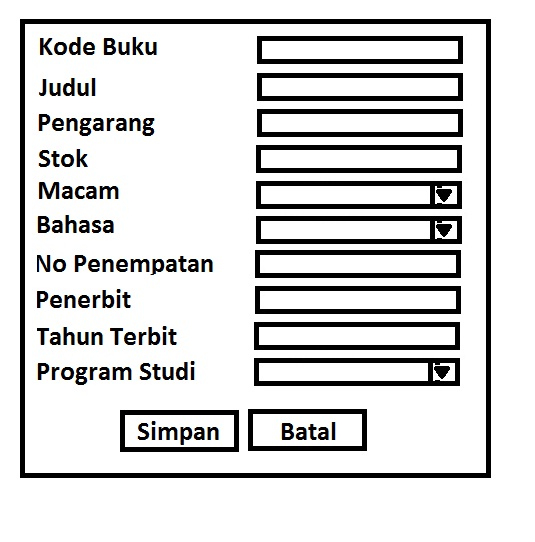 Kode Buku
Judul
Pengarang
Stok
Macam
Bahasa
No Penempatan
Penerbit
Tahun Terbit
Program Studi
Simpan Batal